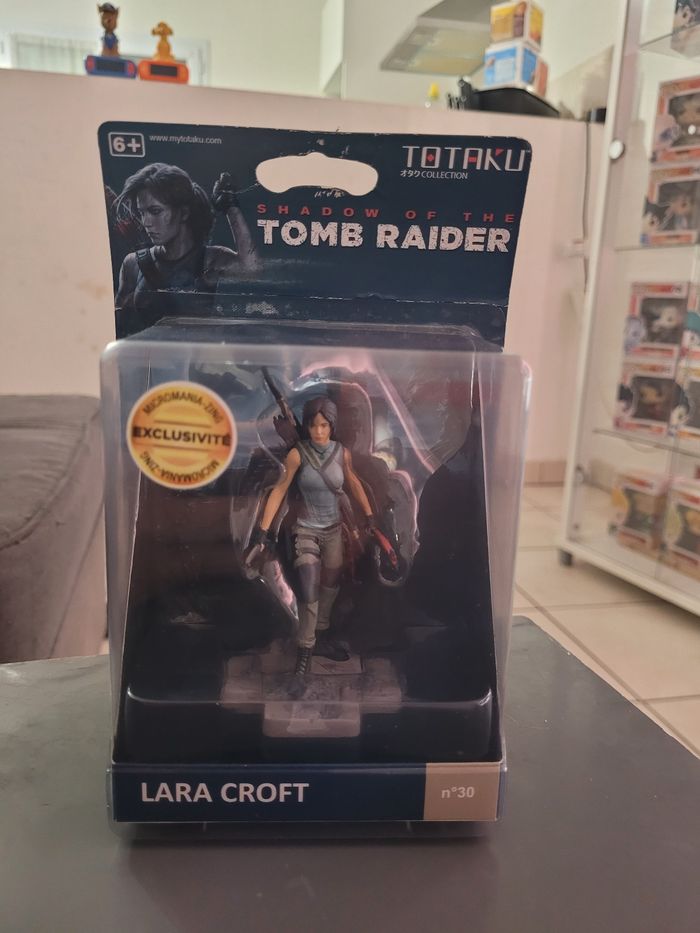 6+
www.mytotaku.com
TOTAKU
オタク COLLECTION
SHADOW OF THE
TOMB RAIDER
MICROMANIA-ZING
EXCLUSIVITÉ
MICROMANIA-ZING
LARA CROFT
n°30